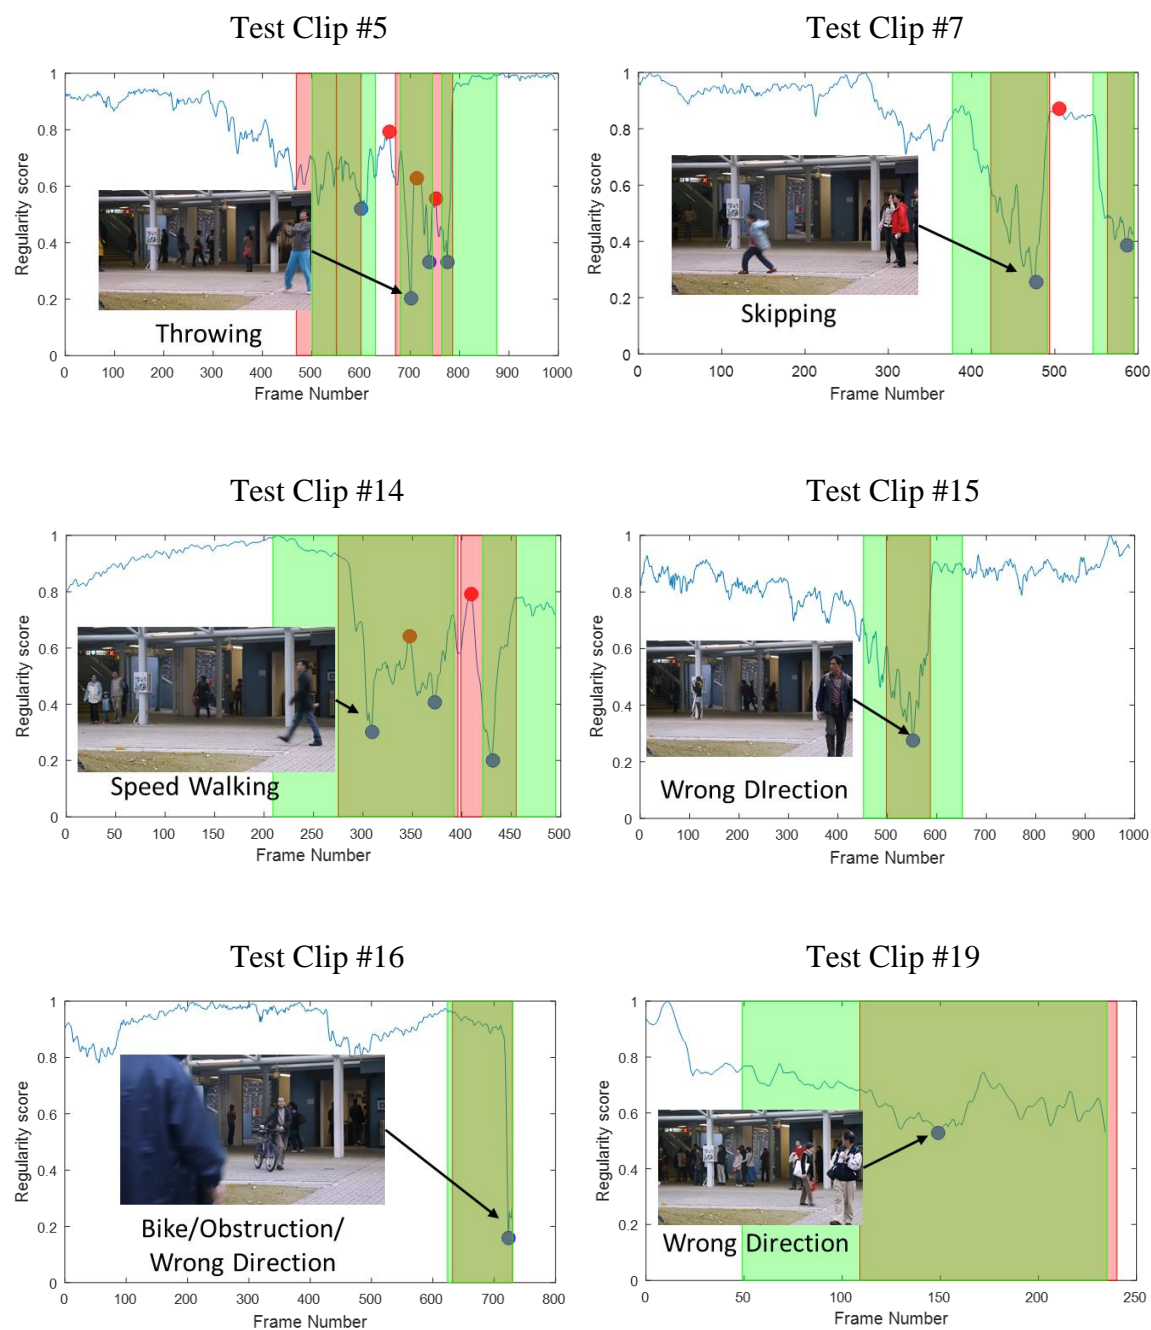 Test Clip #5
Test Clip #7
1
0.8
0.6
0.4
0.2
0
Regularity score
Throwing
0 100 200 300 400 500 600 700 800 900 1000
Frame Number
1
0.8
0.6
0.4
0.2
0
Regularity score
Skipping
0 100 200 300 400 500 600
Frame Number
Test Clip #14
Test Clip #15
1
0.8
0.6
0.4
0.2
0
Regularity score
Speed Walking
0 50 100 150 200 250 300 350 400 450 500
Frame Number
1
0.8
0.6
0.4
0.2
0
Regularity score
Wrong DIrection
0 100 200 300 400 500 600 700 800 900 1000
Frame Number
Test Clip #16
Test Clip #19
1
0.8
0.6
0.4
0.2
0
Regularity score
Bike/Obstruction/
Wrong Direction
0 100 200 300 400 500 600 700 800
Frame Number
1
0.8
0.6
0.4
0.2
0
Regularity score
Wrong Direction
0 50 100 150 200 250
Frame Number